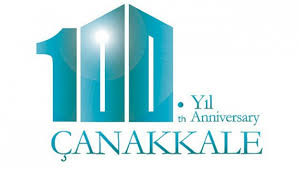 100. Yıl
th Anniversary
ÇANAKKALE